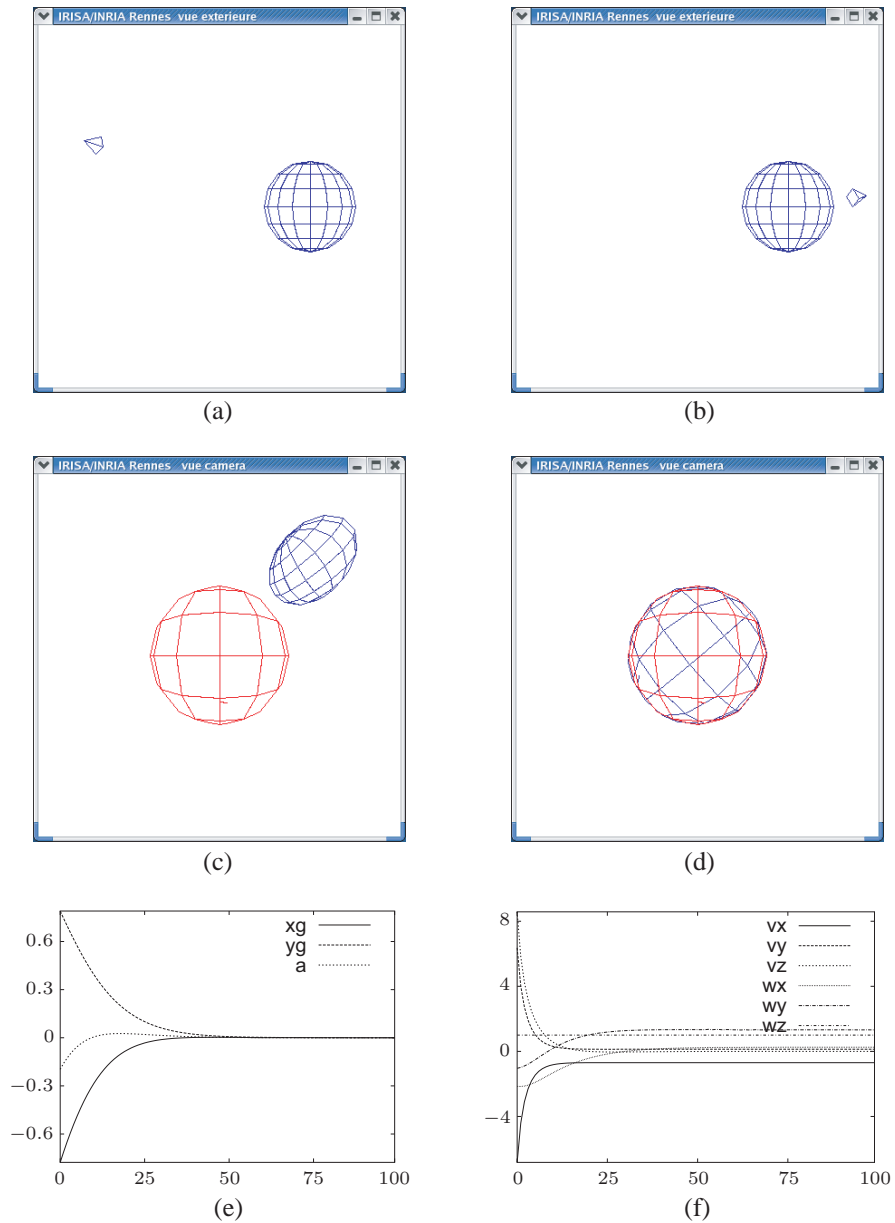 IRISA/INRIA Rennes vue exterieure
IRISA/INRIA Rennes vue exterieure
(a)
(b)
IRISA/INRIA Rennes vue camera
IRISA/INRIA Rennes vue camera
(c)
(d)
xg
yg
a
0.6
0.3
0
−0.3
−0.6
0 25 50 75 100
(e)
vx
vy
vz
wx
wy
wz
8
4
0
−4
0 25 50 75 100
(f)